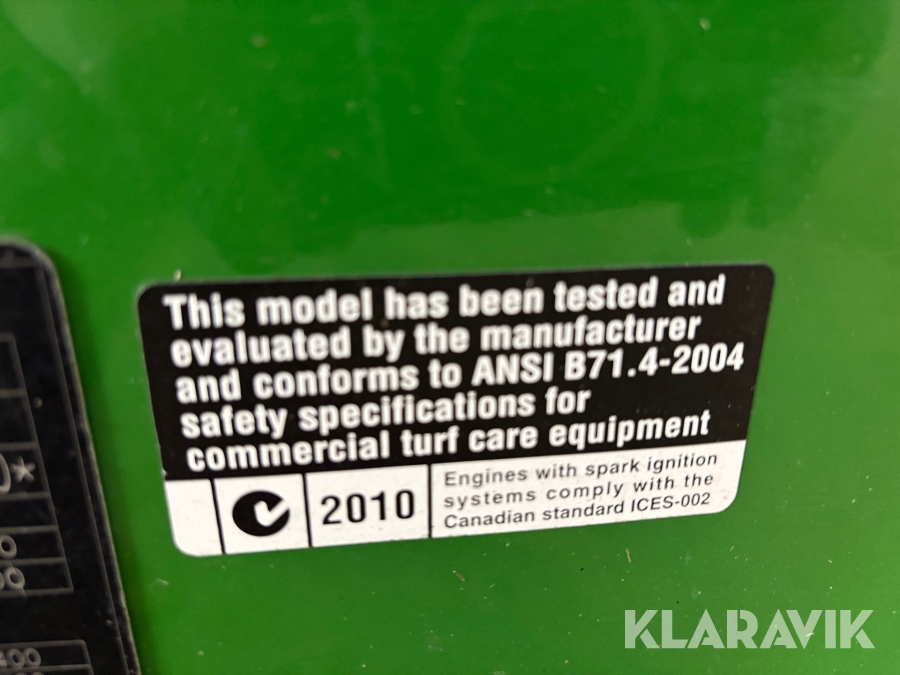 This model has been tested and
evaluated by the manufacturer
and conforms to ANSI B71.4-2004
safety specifications for
commercial turf care equipment
2010
Engines with spark ignition
systems comply with the
Canadian standard ICES-002
0*
400
KLARAVIK